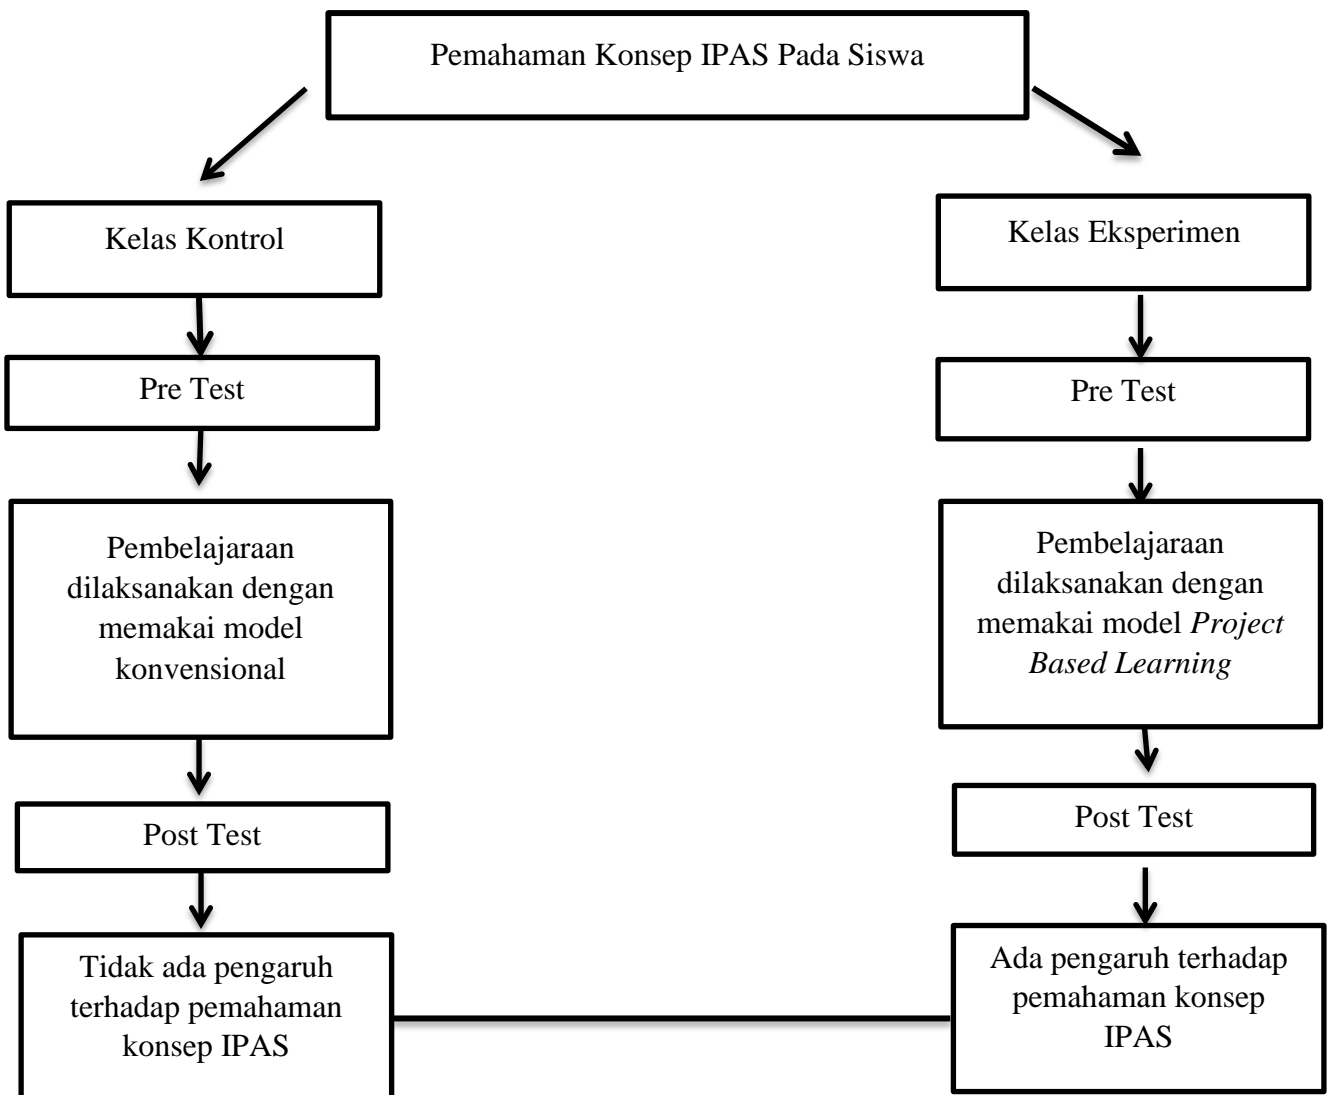 Pemahaman Konsep IPAS Pada Siswa
Kelas Kontrol
Kelas Eksperimen
Pre Test
Pre Test
Pembelajaraan
dilaksanakan dengan
memakai model
konvensional
Pembelajaraan
dilaksanakan dengan
memakai model Project
Based Learning
Post Test
Post Test
Tidak ada pengaruh
terhadap pemahaman
konsep IPAS
Ada pengaruh terhadap
pemahaman konsep
IPAS